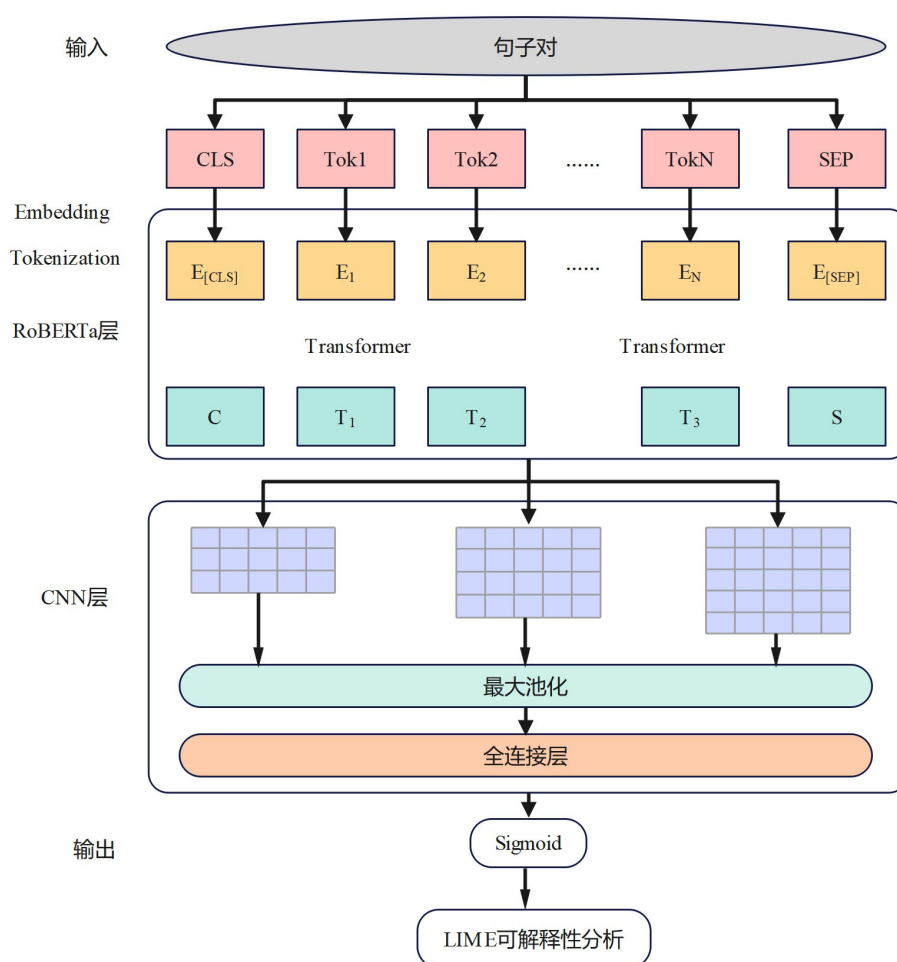 输入
句子对
CLS Tok1 Tok2 ...... TokN SEP
Embedding
Tokenization
E[CLS] E1 E2 ...... EN E[SEP]
RoBERTa层
Transformer Transformer
C T1 T2 T3 S
CNN层
最大池化
全连接层
Sigmoid
输出
LIME可解释性分析